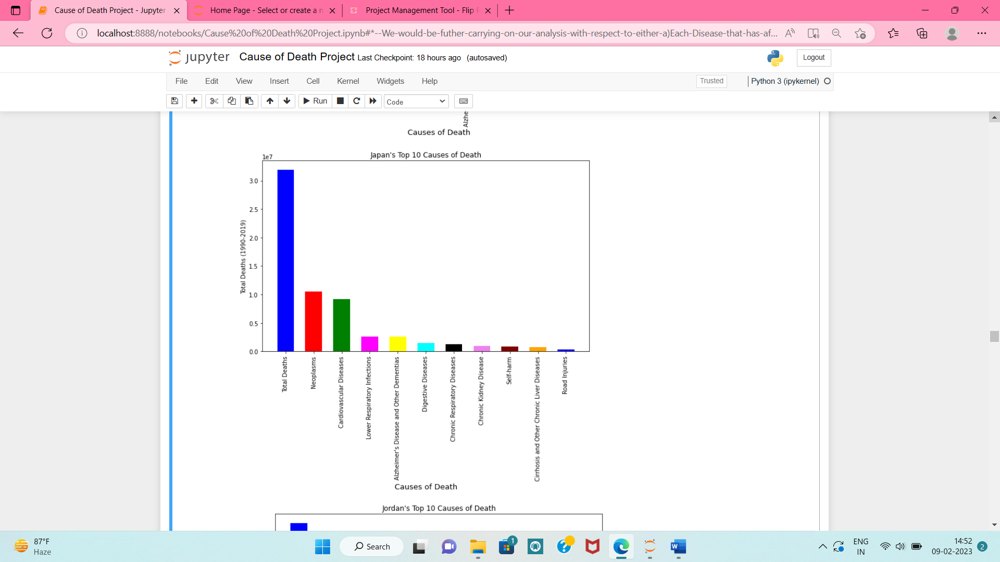 Cause of Death Project - Jupyter
Home Page - Select or create a n
Project Management Tool - Flip F
localhost:8888/notebooks/Cause%20of%20Death%20Project.ipynb#*--We-would-be-futher-carrying-on-our-analysis-with-respect-to-either-a)Each-Disease-that-has-af...
jupyter Cause of Death Project Last Checkpoint: 18 hours ago (autosaved)
Logout
File Edit View Insert Cell Kernel Widgets Help
Trusted
Python 3 (ipykernel)
Run
Code
Alzhe
Causes of Death
Japan's Top 10 Causes of Death
1e7
3.0
2.5
2.0
1.5
1.0
0.5
0.0
Total Deaths (1990-2019)
Total Deaths
Neoplasms
Cardiovascular Diseases
Lower Respiratory Infections
Alzheimer's Disease and Other Dementias
Digestive Diseases
Chronic Respiratory Diseases
Chronic Kidney Disease
Self-harm
Cirrhosis and Other Chronic Liver Diseases
Road Injuries
Causes of Death
Jordan's Top 10 Causes of Death
87°F
Haze
Search
1
ENG
IN
14:52
09-02-2023
2